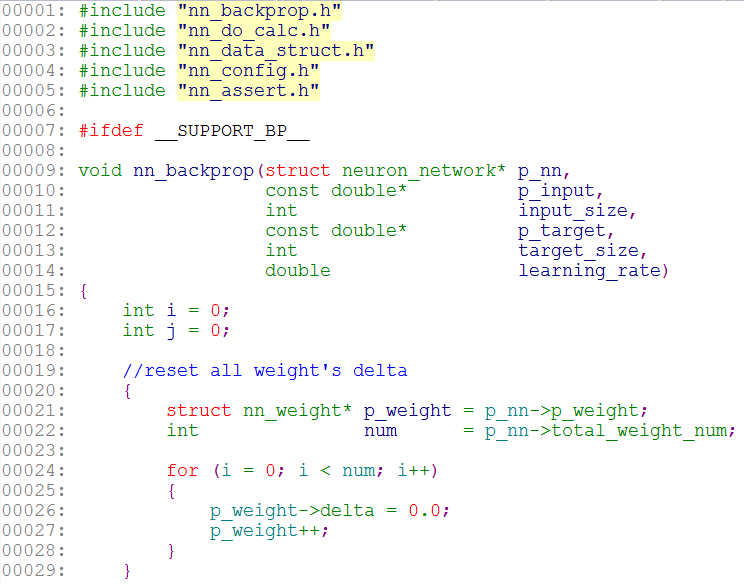 00001: #include "nn_backprop.h"
00002: #include "nn_do_calc.h"
00003: #include "nn_data_struct.h"
00004: #include "nn_config.h"
00005: #include "nn_assert.h"
00006:
00007: #ifdef __SUPPORT_BP__
00008:
00009: void nn_backprop(struct neuron_network* p_nn,
00010:                  const double*          p_input,
00011:                  int                    input_size,
00012:                  const double*          p_target,
00013:                  int                    target_size,
00014:                  double                 learning_rate)
00015: {
00016:     int i = 0;
00017:     int j = 0;
00018:
00019:     //reset all weight's delta
00020:     {
00021:         struct nn_weight* p_weight = p_nn->p_weight;
00022:         int               num      = p_nn->total_weight_num;
00023:
00024:         for (i = 0; i < num; i++)
00025:         {
00026:             p_weight->delta = 0.0;
00027:             p_weight++;
00028:         }
00029:     }